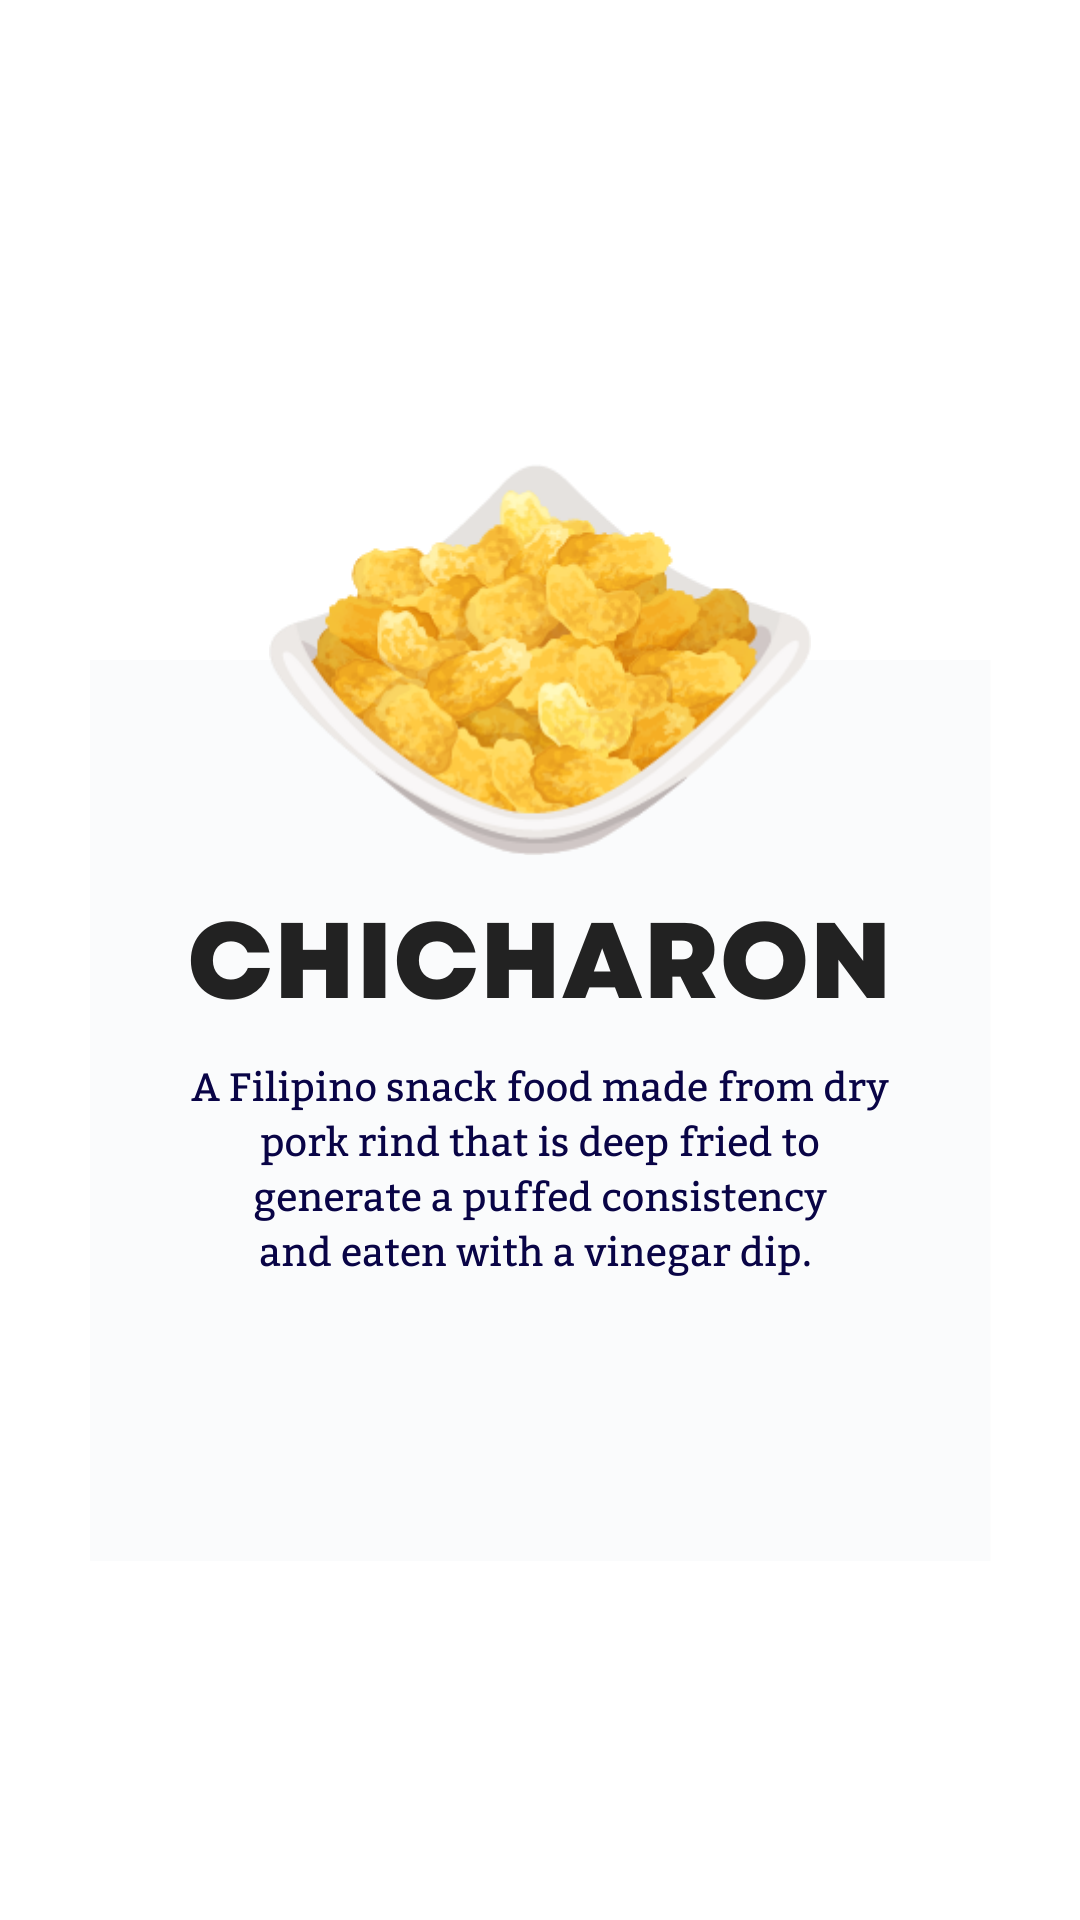 CHICHARON
A Filipino snack food made from dry
pork rind that is deep fried to
generate a puffed consistency
and eaten with a vinegar dip.